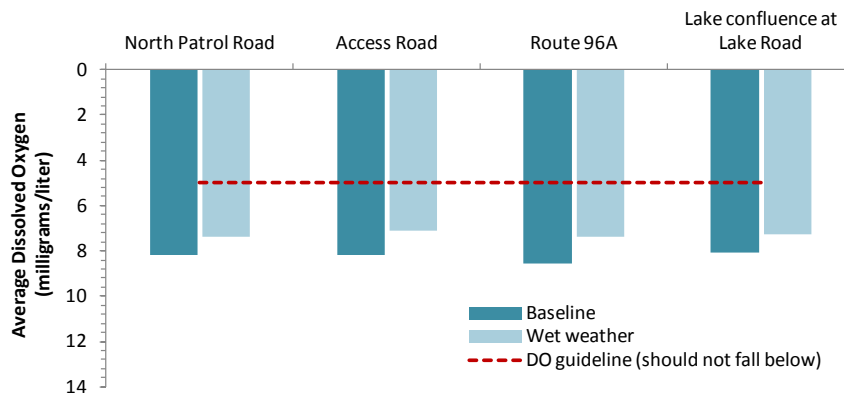 North Patrol Road
Access Road
Route 96A
Lake confluence at
Lake Road
0
2
4
6
8
10
12
14
Average Dissolved Oxygen
(milligrams/liter)
Baseline
Wet weather
DO guideline (should not fall below)